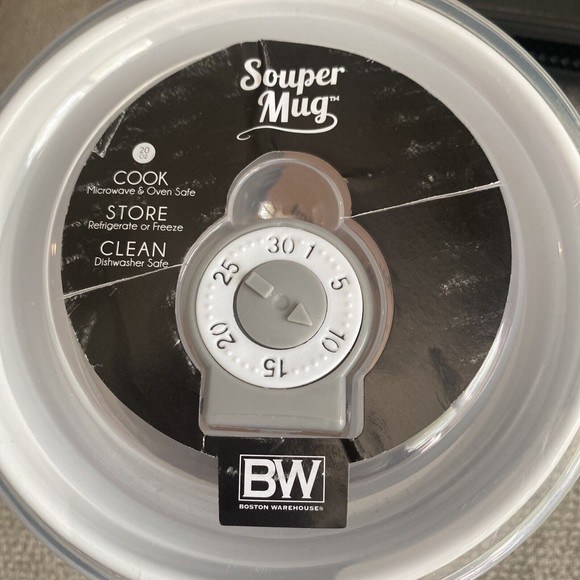 Souper
Mug™
20
OZ
COOK
Microwave & Oven Safe
STORE
Refrigerate or Freeze
CLEAN
Dishwasher Safe
30 1
5
10
15
20
25
BW
BOSTON WAREHOUSE®